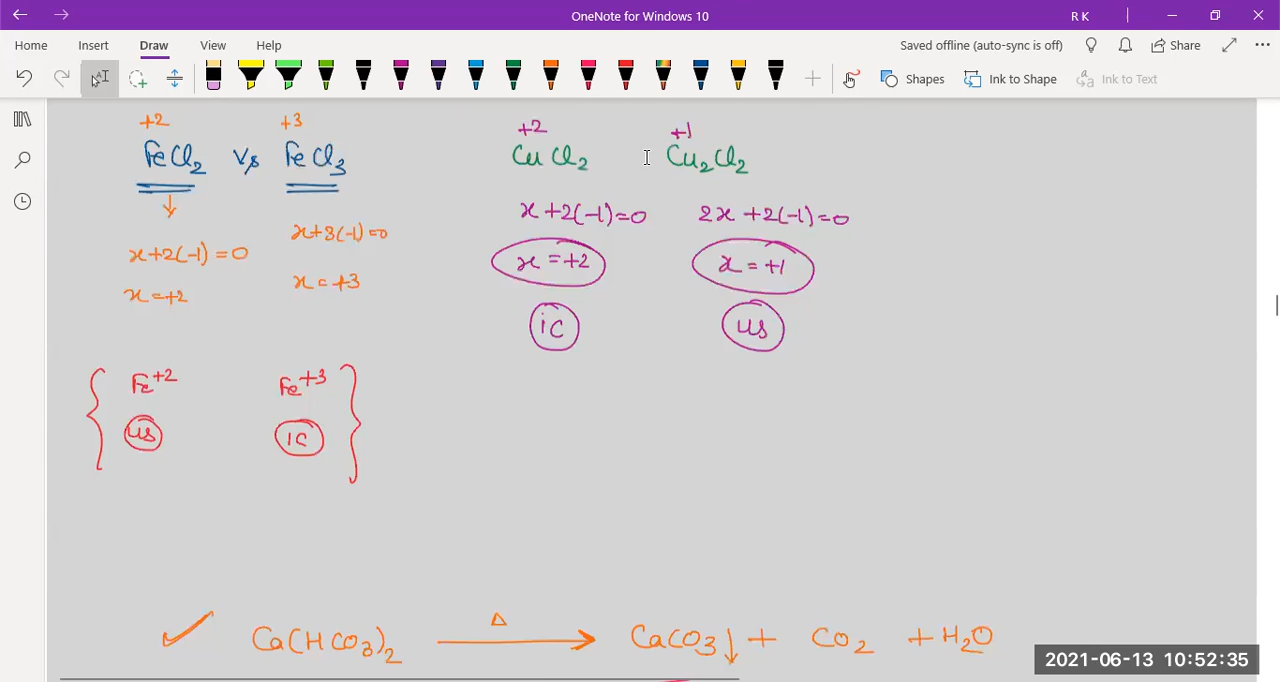 OneNote for Windows 10
R K
Home Insert Draw View Help
Saved offline (auto-sync is off)
Share
Shapes
Ink to Shape
Ink to Text
+2 +3
FeCl2 Vs FeCl3
x+2(-1)=0
x=+2
x+3(-1)=0
x=+3
Fe+2 Fe+3
us ic
+2 +1
CuCl2 Cu2Cl2
x+2(-1)=0 2x+2(-1)=0
x=+2 x=+1
ic us
Δ
Ca(HCO3)2 → CaCO3↓ + CO2 + H2O
2021-06-13 10:52:35